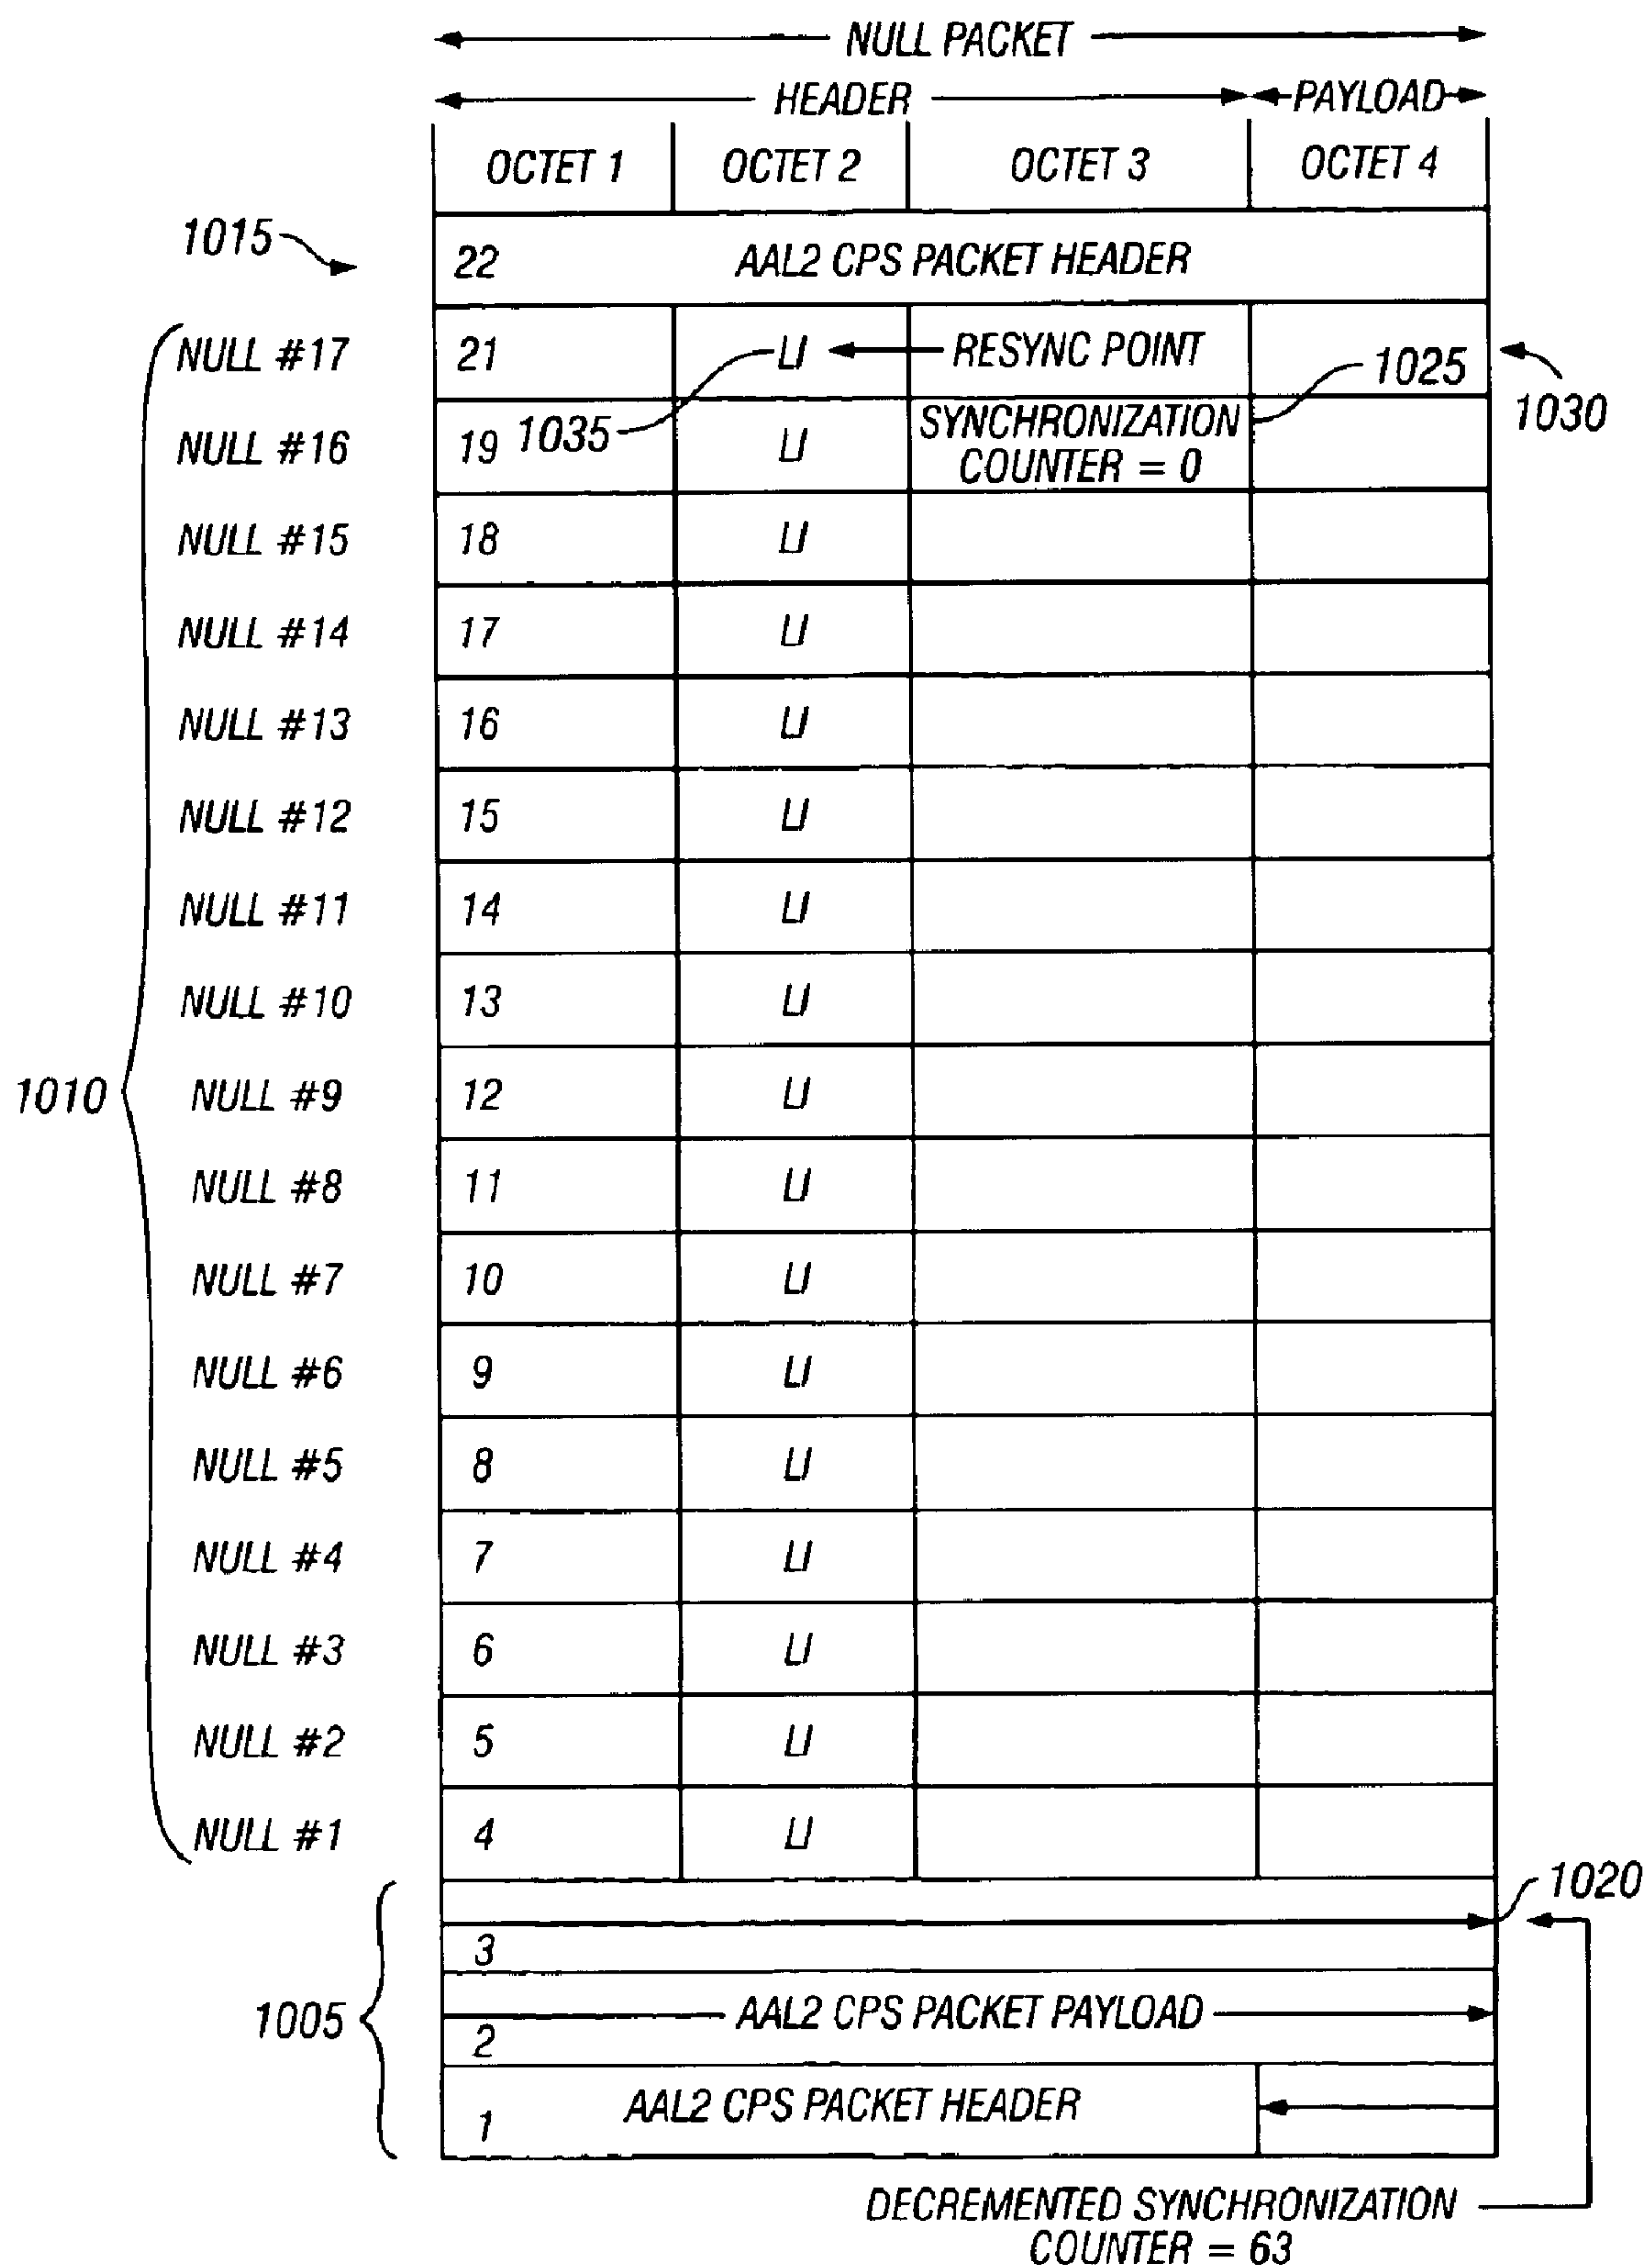 NULL PACKET
HEADER PAYLOAD
OCTET 1 OCTET 2 OCTET 3 OCTET 4
1015 22 AAL2 CPS PACKET HEADER
NULL #17 21 LI RESYNC POINT 1025 1030
NULL #16 19 1035 LI SYNCHRONIZATION
COUNTER = 0
NULL #15 18 LI
NULL #14 17 LI
NULL #13 16 LI
NULL #12 15 LI
NULL #11 14 LI
NULL #10 13 LI
1010 NULL #9 12 LI
NULL #8 11 LI
NULL #7 10 LI
NULL #6 9 LI
NULL #5 8 LI
NULL #4 7 LI
NULL #3 6 LI
NULL #2 5 LI
NULL #1 4 LI
1020
3
1005 2 AAL2 CPS PACKET PAYLOAD
1 AAL2 CPS PACKET HEADER
DECREMENTED SYNCHRONIZATION
COUNTER = 63